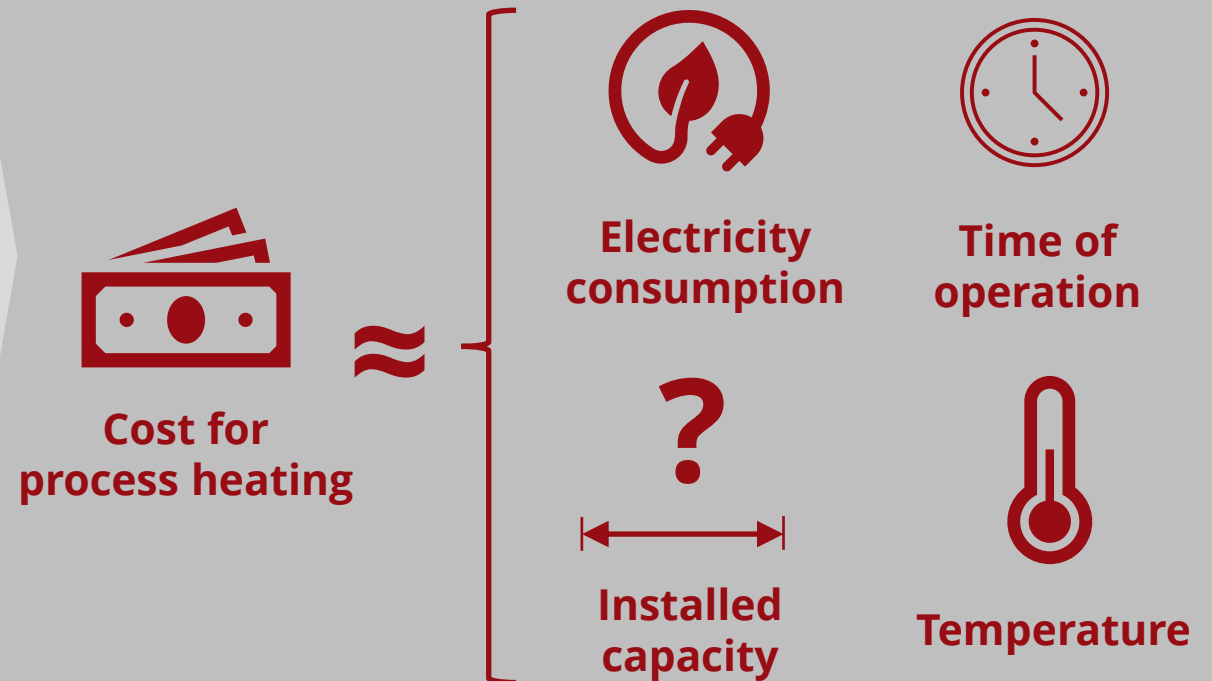 Cost for
process heating
≈
Electricity
consumption
Time of
operation
?
Installed
capacity
Temperature